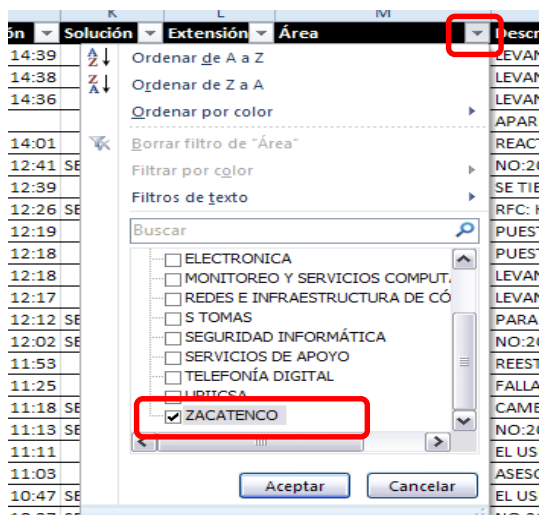 K L M
ón Solución Extensión Área Descr
14:39 LEVAN
14:38 LEVAN
14:36 LEVAN
APAR
14:01 REACT
12:41 SE NO:20
12:39 SE TIE
12:26 SE RFC: H
12:19 PUEST
12:18 PUEST
12:18 LEVAN
12:17 LEVAN
12:12 SE PARA
12:02 SE NO:20
11:53 REEST
11:25 FALLA
11:18 SE CAME
11:13 SE NO:20
11:11 EL US
11:03 ASESO
10:47 SE EL US
Ordenar de A a Z
Ordenar de Z a A
Ordenar por color
Borrar filtro de "Área"
Filtrar por color
Filtros de texto
Buscar
ELECTRONICA
MONITOREO Y SERVICIOS COMPUT
REDES E INFRAESTRUCTURA DE CÓ
S TOMAS
SEGURIDAD INFORMÁTICA
SERVICIOS DE APOYO
TELEFONÍA DIGITAL
UPIICSA
ZACATENCO
Aceptar Cancelar